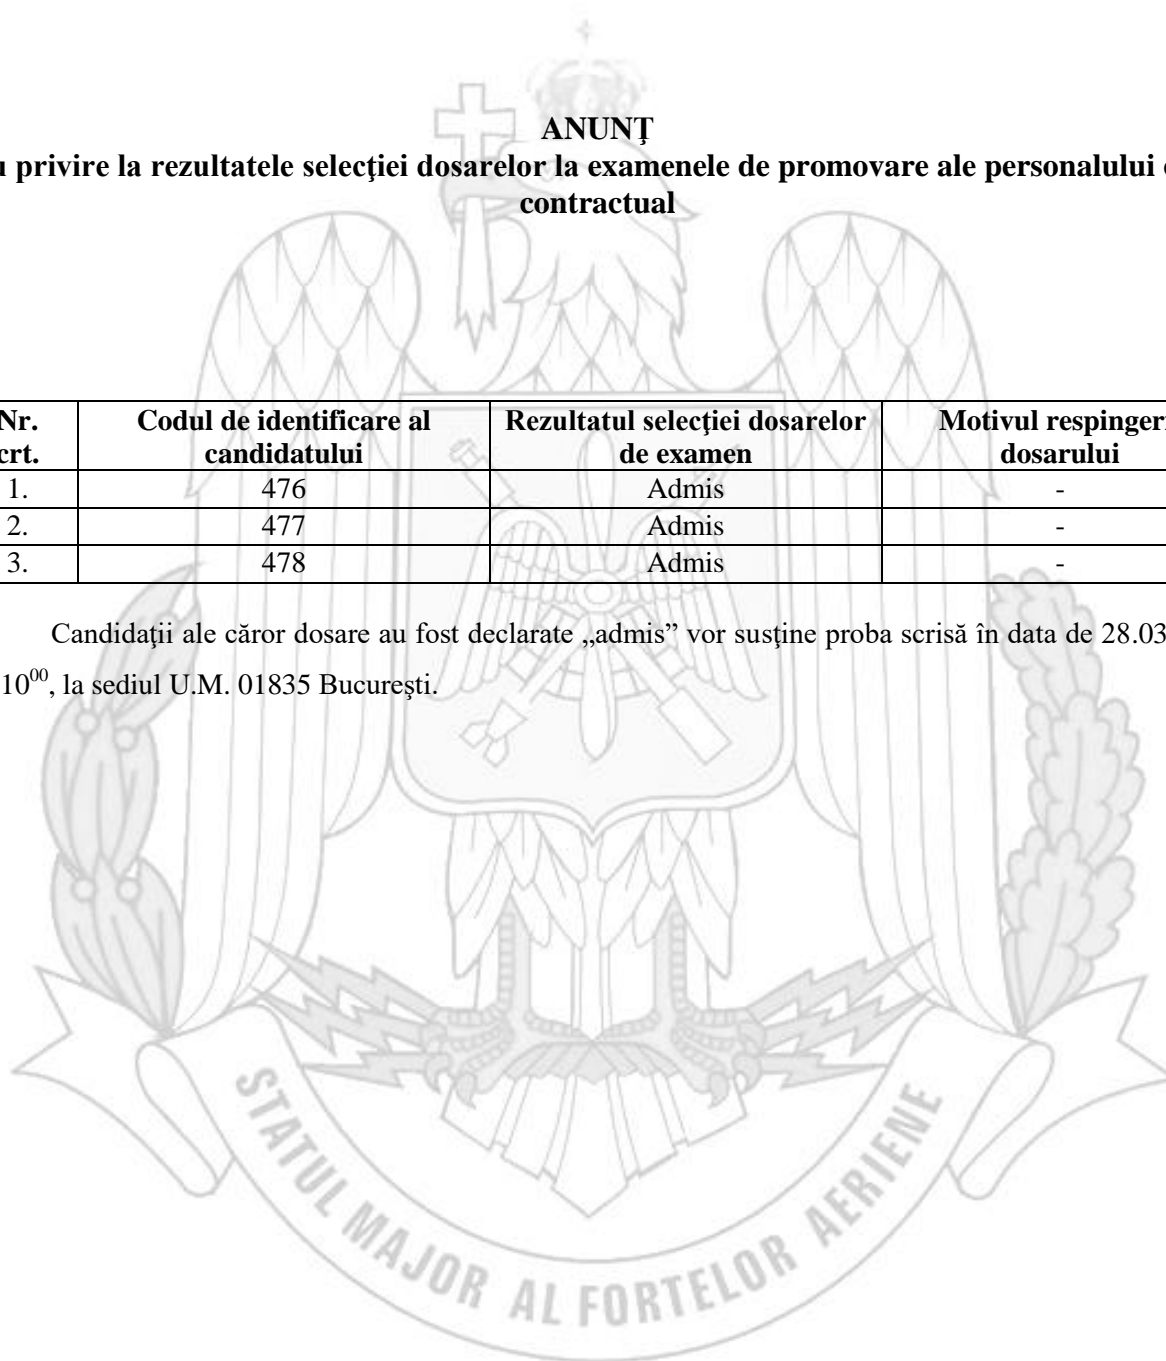 ANUNŢ
u privire la rezultatele selecţiei dosarelor la examenele de promovare ale personalului c
contractual
Nr. crt. Codul de identificare al candidatului Rezultatul selecţiei dosarelor de examen Motivul respingeri dosarului
1. 476 Admis -
2. 477 Admis -
3. 478 Admis -
Candidaţii ale căror dosare au fost declarate „admis” vor susţine proba scrisă în data de 28.03
10⁰⁰, la sediul U.M. 01835 Bucureşti.
STATUL MAJOR AL FORTELOR AERIENE